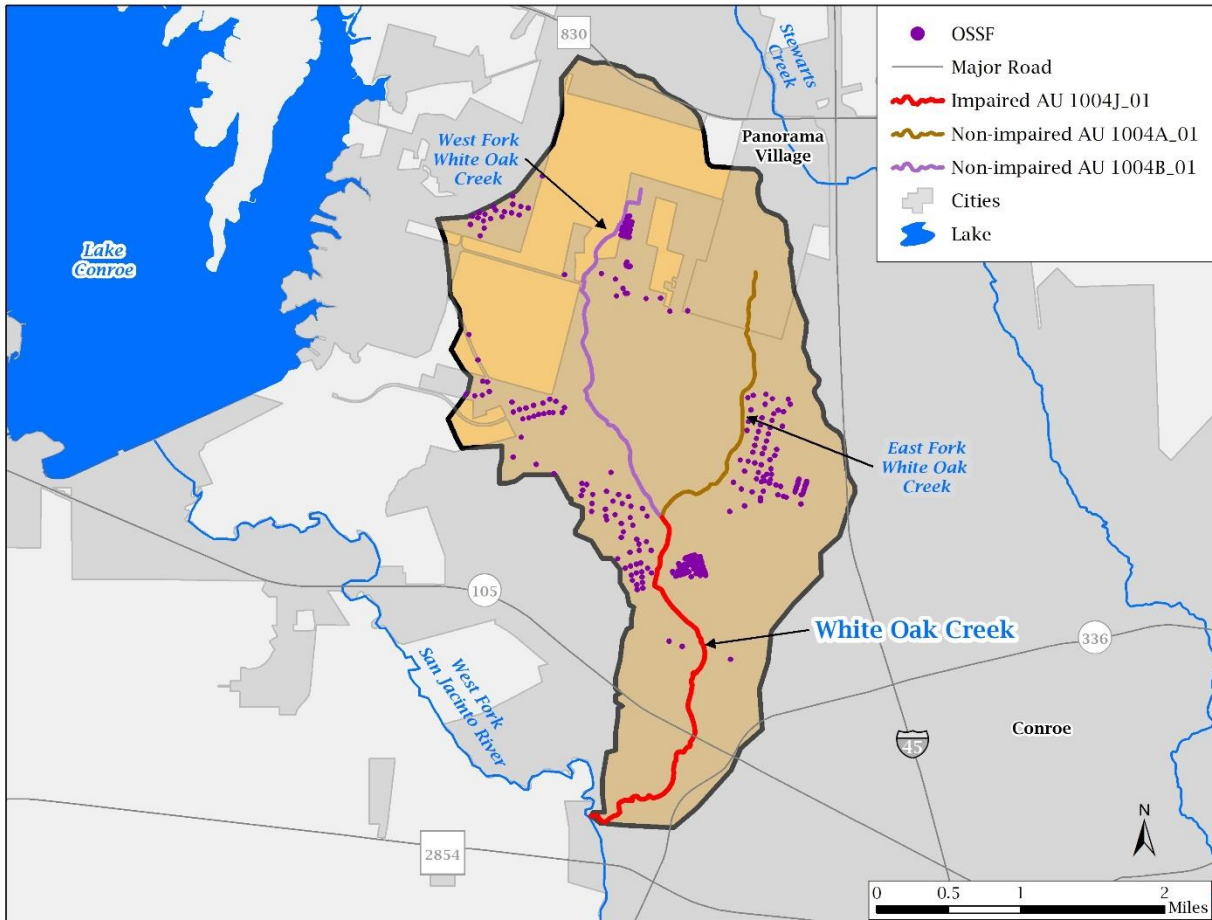 830
Stewarts
Creek
Panorama
Village
West Fork
White Oak
Creek
Lake
Conroe
East Fork
White Oak
Creek
105
White Oak Creek
336
West Fork
San Jacinto River
45
Conroe
2854
OSSF
Major Road
Impaired AU 1004J_01
Non-impaired AU 1004A_01
Non-impaired AU 1004B_01
Cities
Lake
N
0 0.5 1 2
Miles